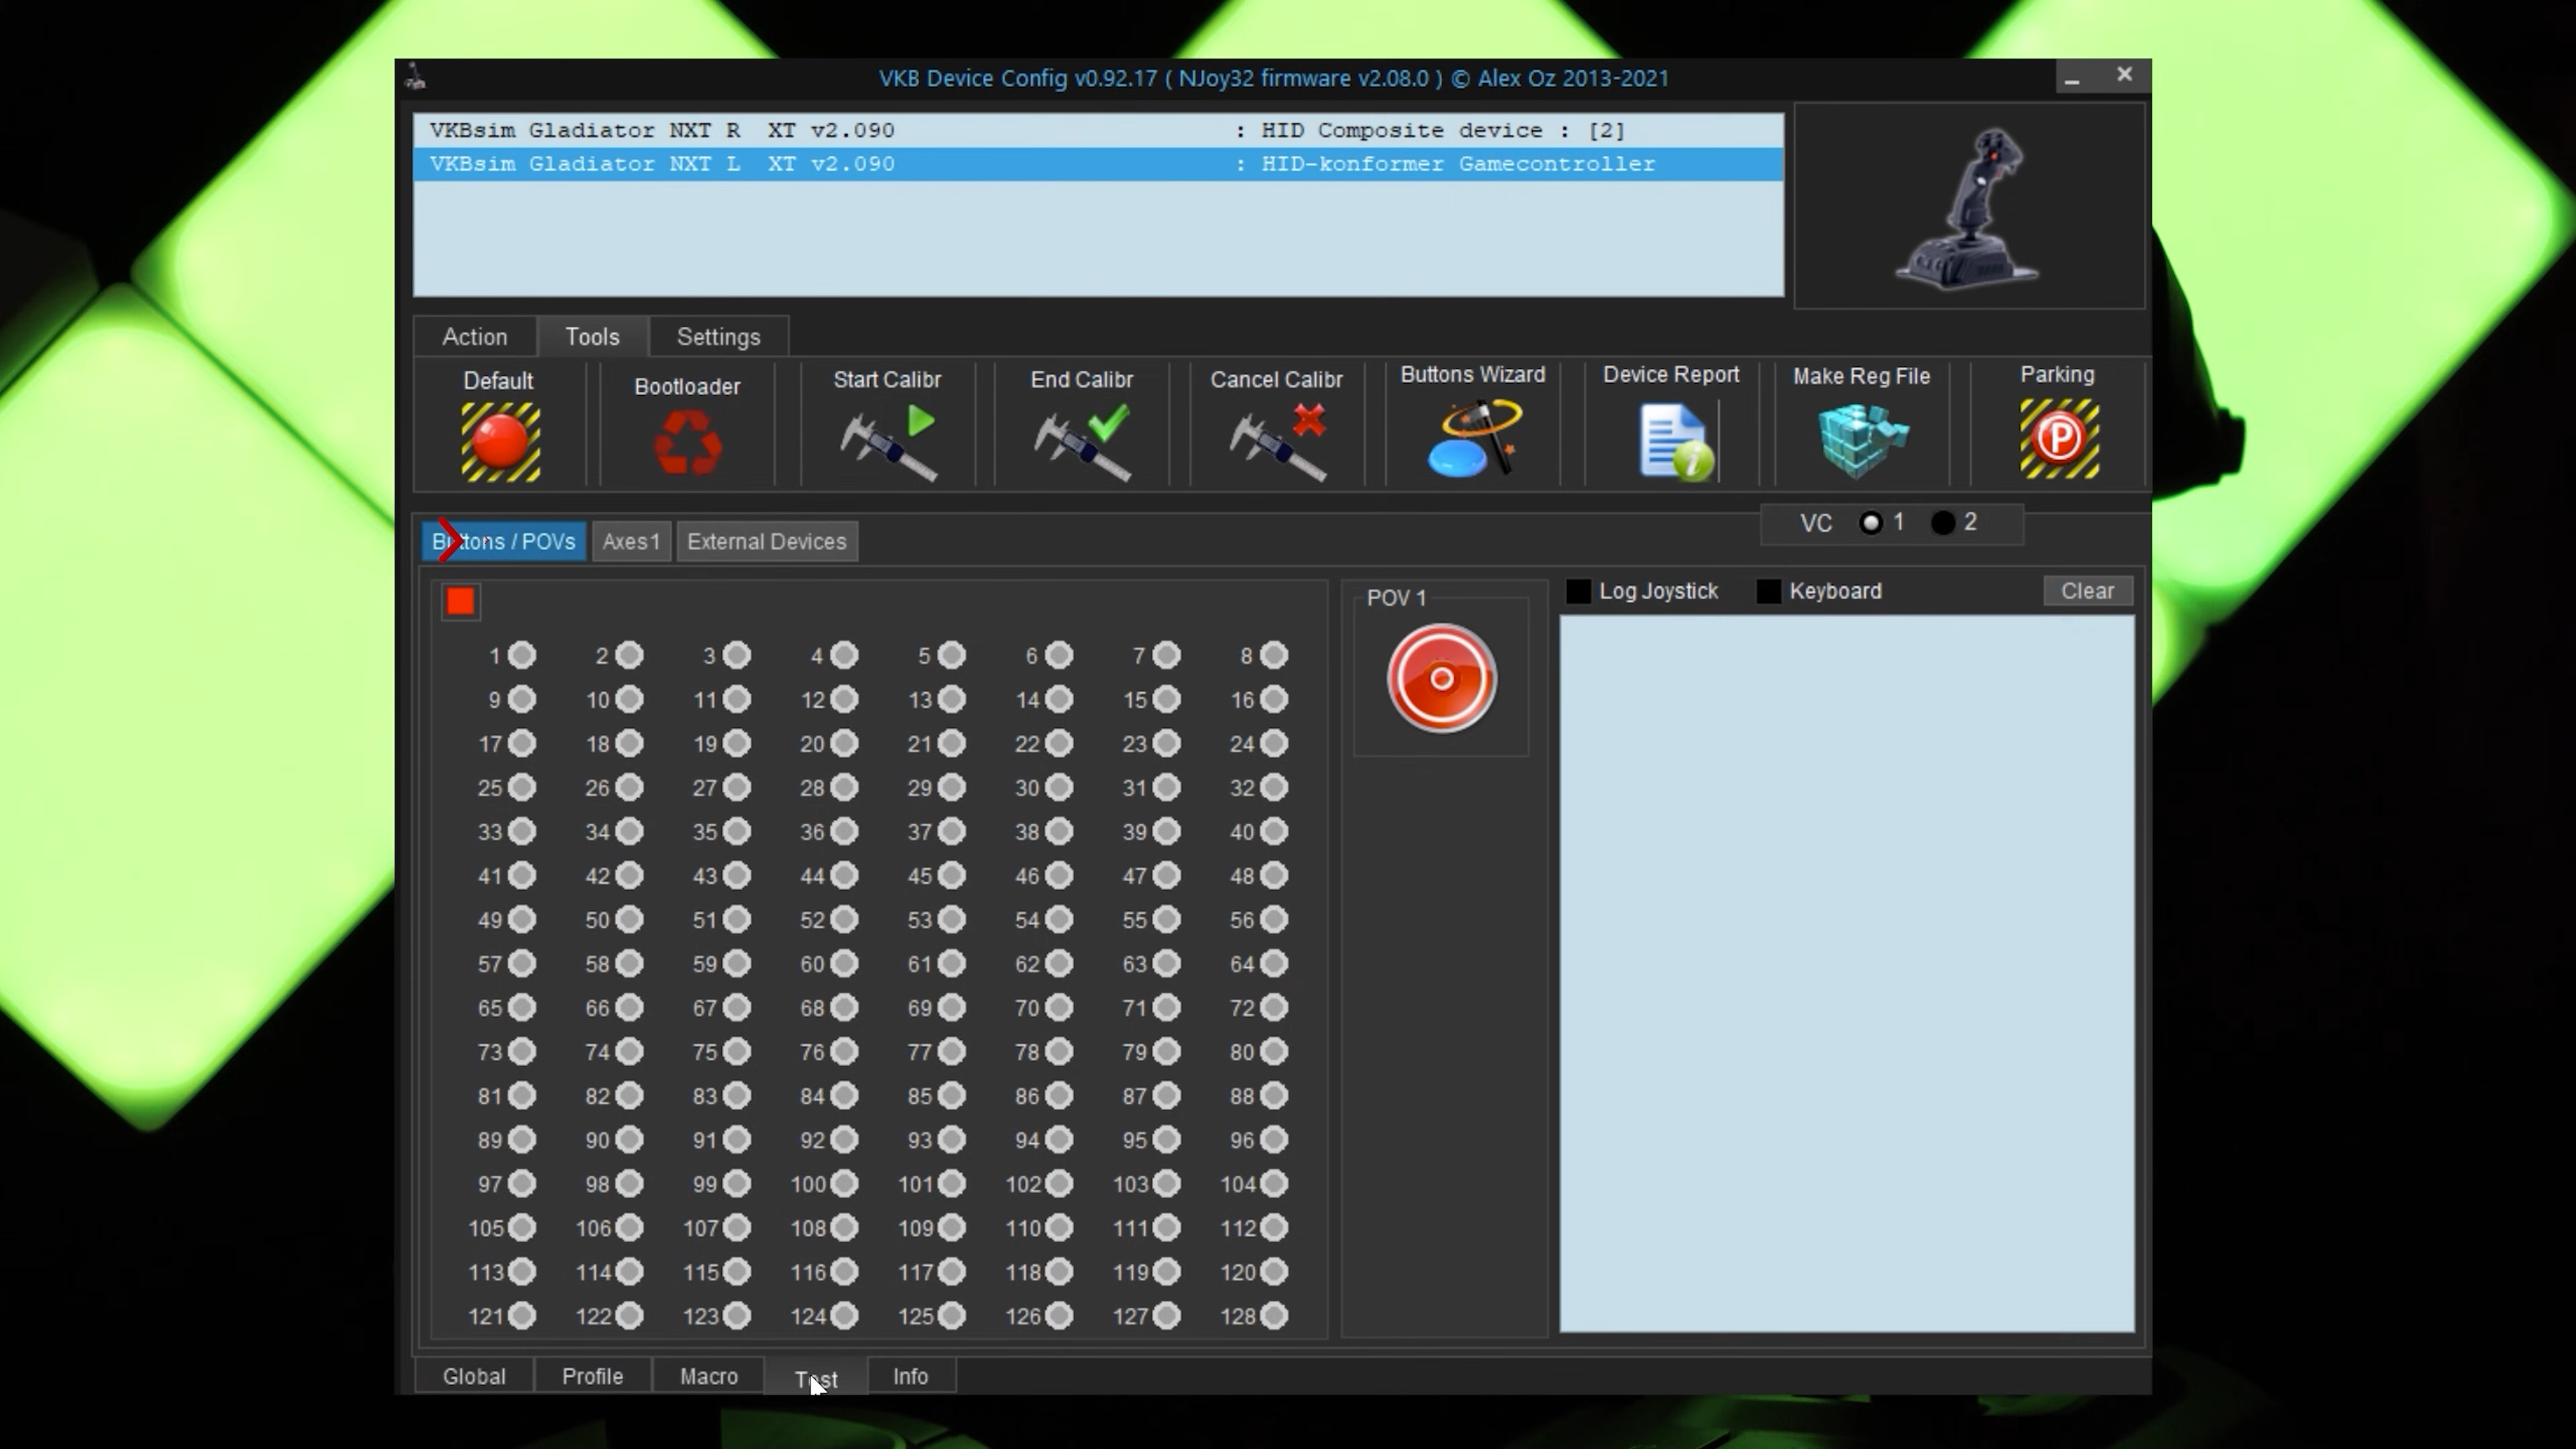 VKB Device Config v0.92.17 ( NJoy32 firmware v2.08.0 ) © Alex Oz 2013-2021
VKBsim Gladiator NXT R XT v2.090 : HID Composite device : [2]
VKBsim Gladiator NXT L XT v2.090 : HID-konformer Gamecontroller
Action Tools Settings
Default Bootloader Start Calibr End Calibr Cancel Calibr Buttons Wizard Device Report Make Reg File Parking
P
VC 1 2
Buttons / POVs Axes1 External Devices
POV 1 Log Joystick Keyboard Clear
1 2 3 4 5 6 7 8
9 10 11 12 13 14 15 16
17 18 19 20 21 22 23 24
25 26 27 28 29 30 31 32
33 34 35 36 37 38 39 40
41 42 43 44 45 46 47 48
49 50 51 52 53 54 55 56
57 58 59 60 61 62 63 64
65 66 67 68 69 70 71 72
73 74 75 76 77 78 79 80
81 82 83 84 85 86 87 88
89 90 91 92 93 94 95 96
97 98 99 100 101 102 103 104
105 106 107 108 109 110 111 112
113 114 115 116 117 118 119 120
121 122 123 124 125 126 127 128
Global Profile Macro Test Info